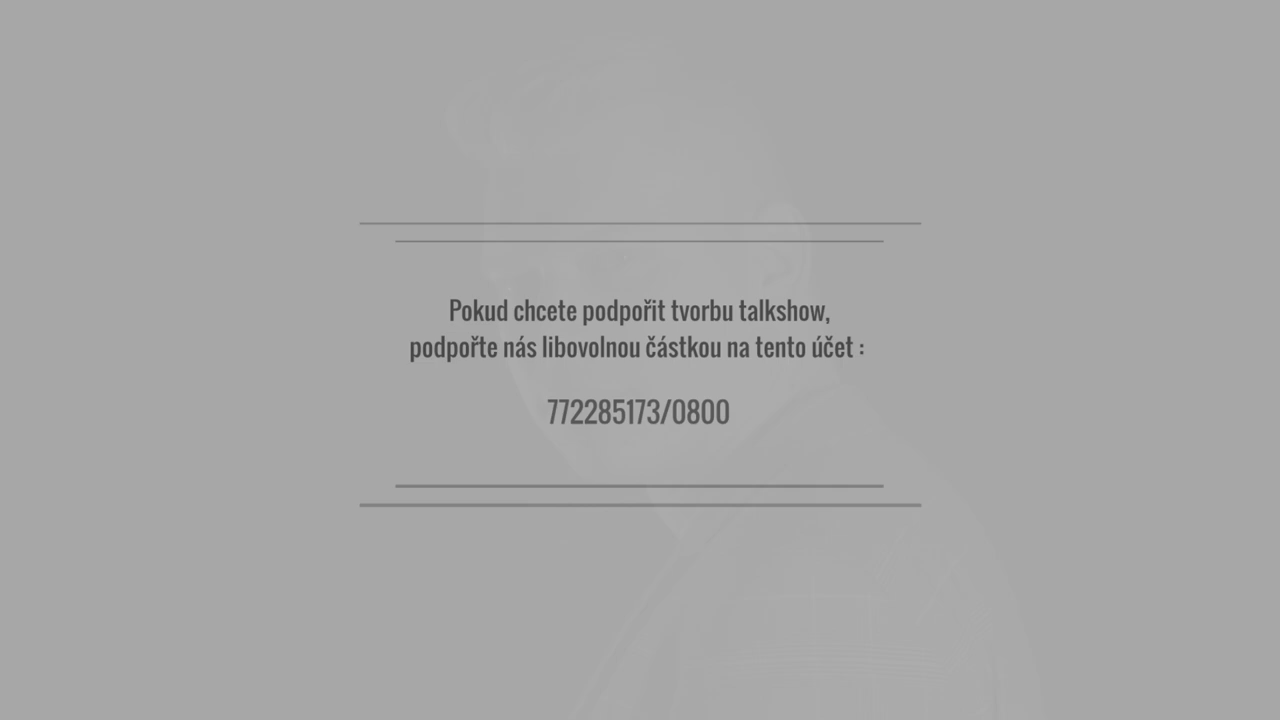 Pokud chcete podpořit tvorbu talkshow,
podpořte nás libovolnou částkou na tento účet :
772285173/0800